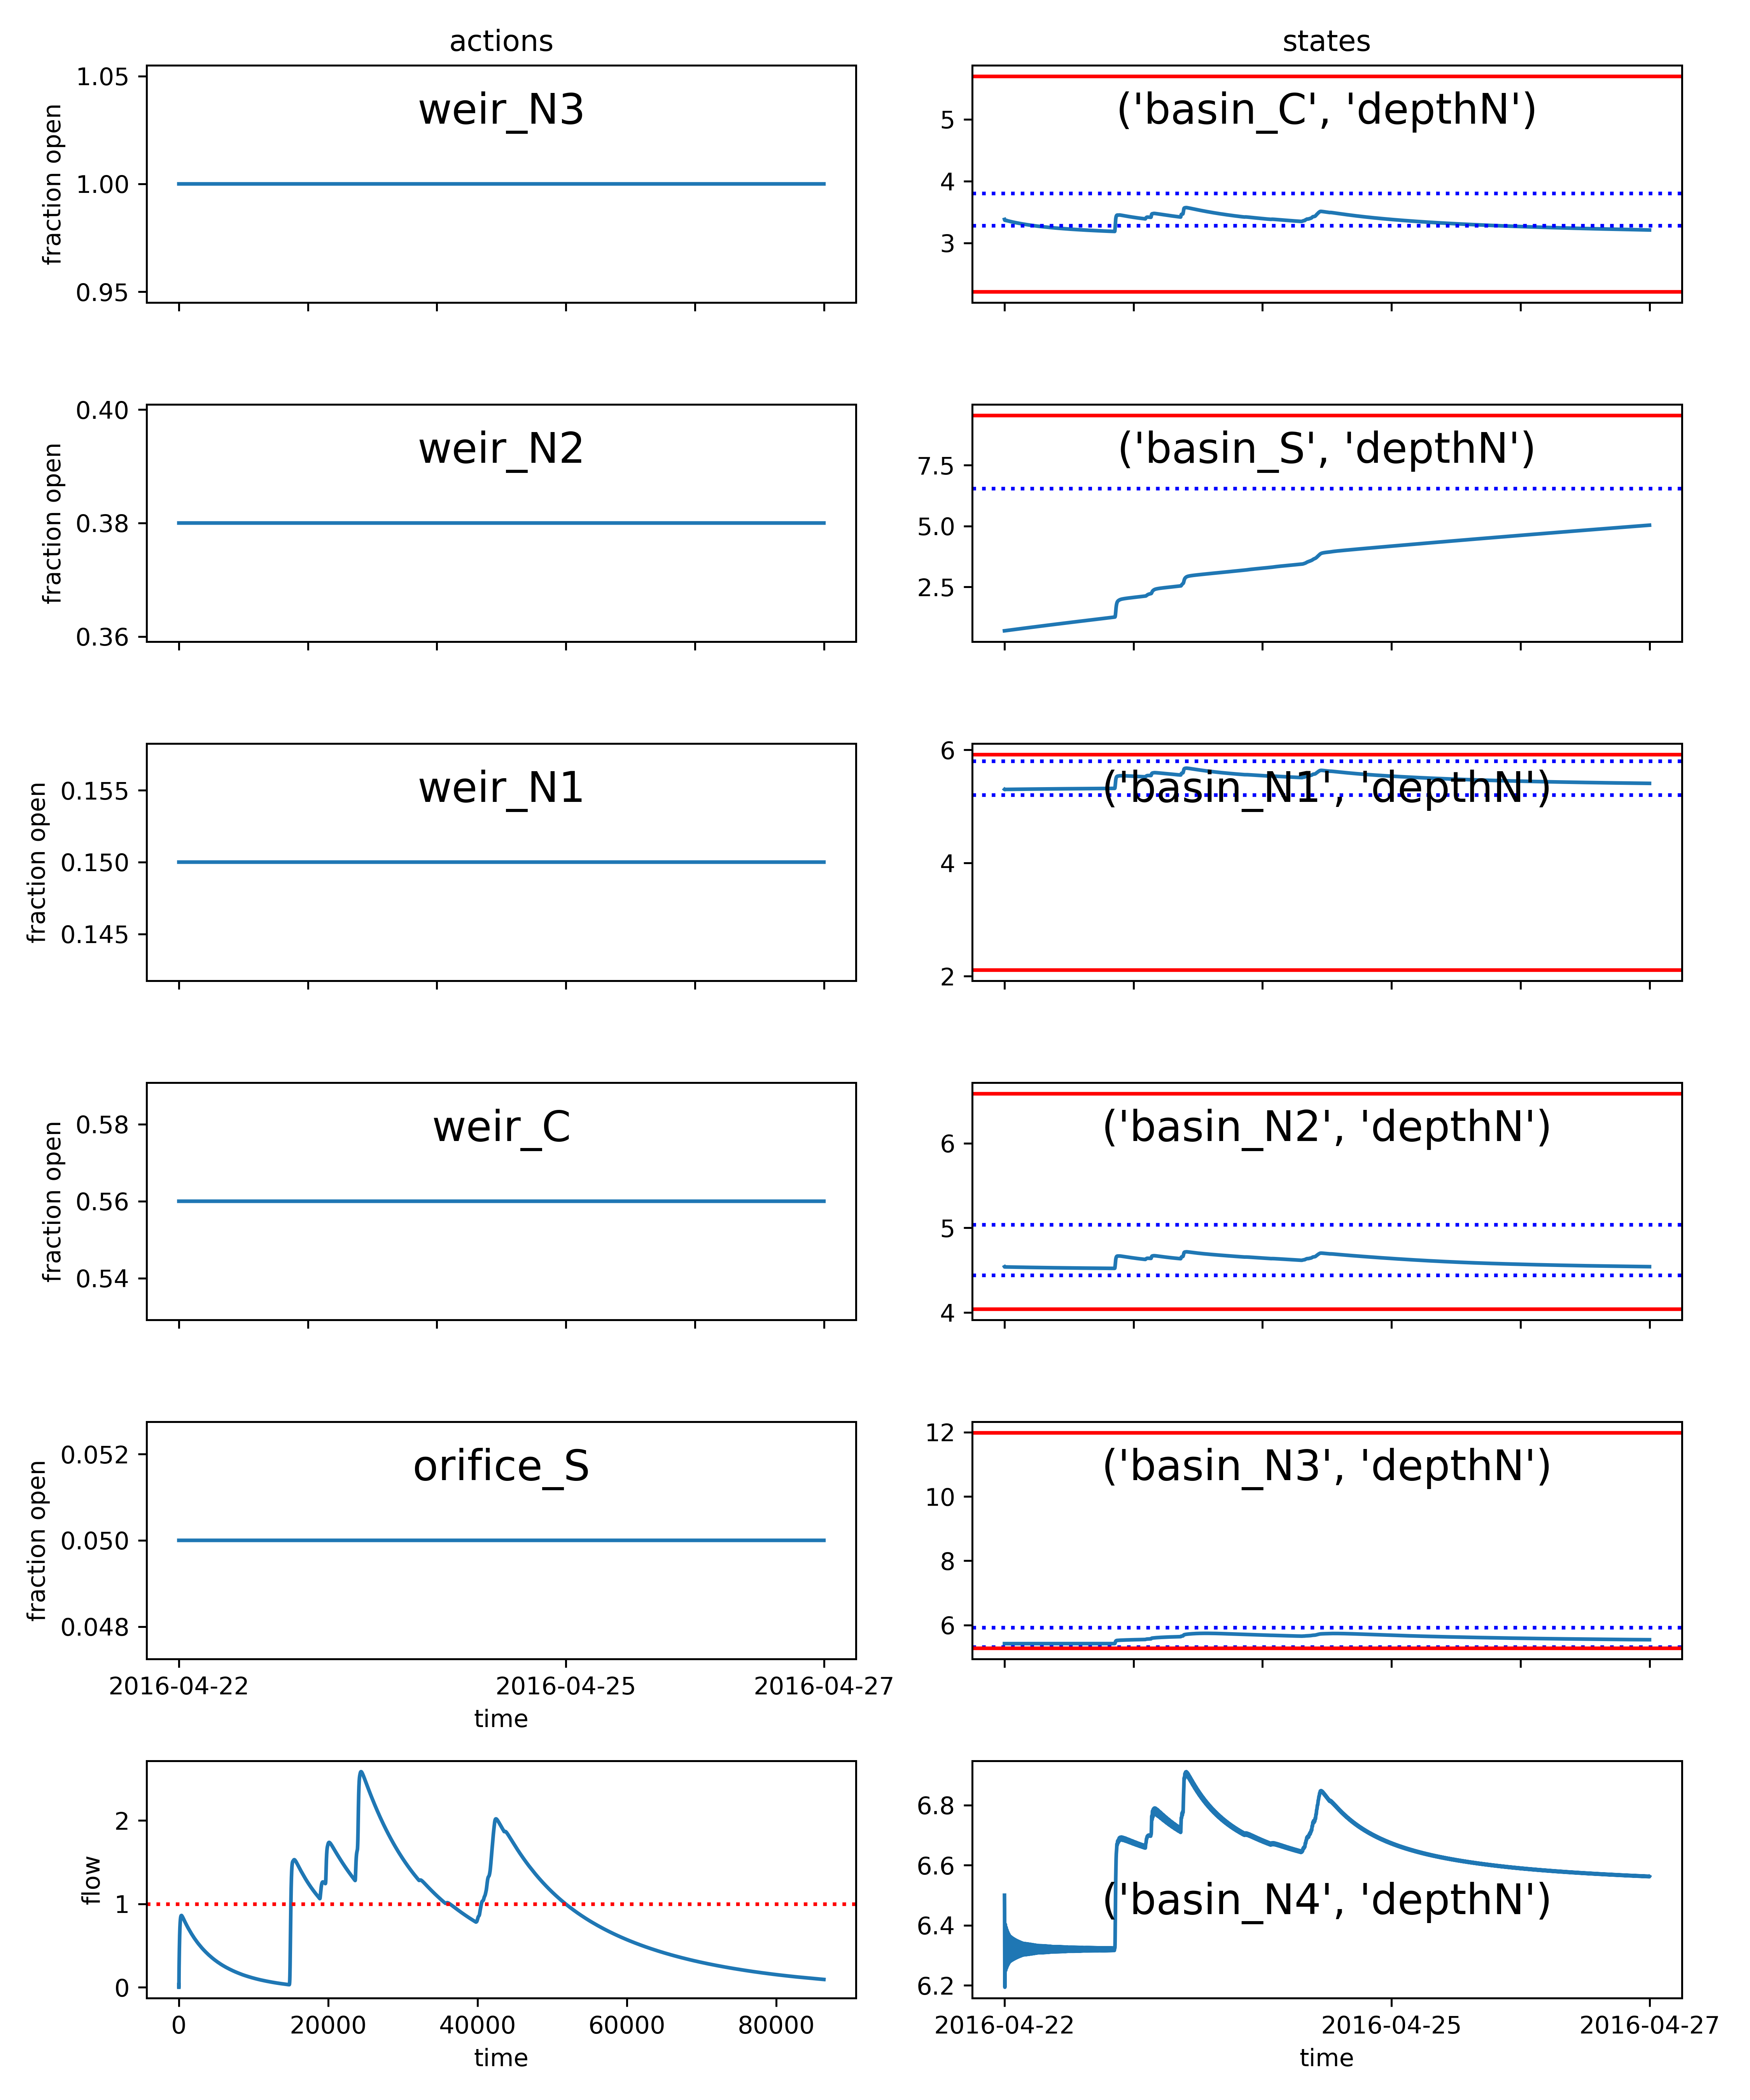 actions
states
1.05
1.00
0.95
fraction open
weir_N3
5
4
3
('basin_C', 'depthN')
0.40
0.38
0.36
fraction open
weir_N2
7.5
5.0
2.5
('basin_S', 'depthN')
0.155
0.150
0.145
fraction open
weir_N1
6
4
2
('basin_N1', 'depthN')
0.58
0.56
0.54
fraction open
weir_C
6
5
4
('basin_N2', 'depthN')
0.052
0.050
0.048
fraction open
orifice_S
2016-04-22 2016-04-25 2016-04-27
time
12
10
8
6
('basin_N3', 'depthN')
2
1
0
flow
0 20000 40000 60000 80000
time
6.8
6.6
6.4
6.2
('basin_N4', 'depthN')
2016-04-22 2016-04-25 2016-04-27
time